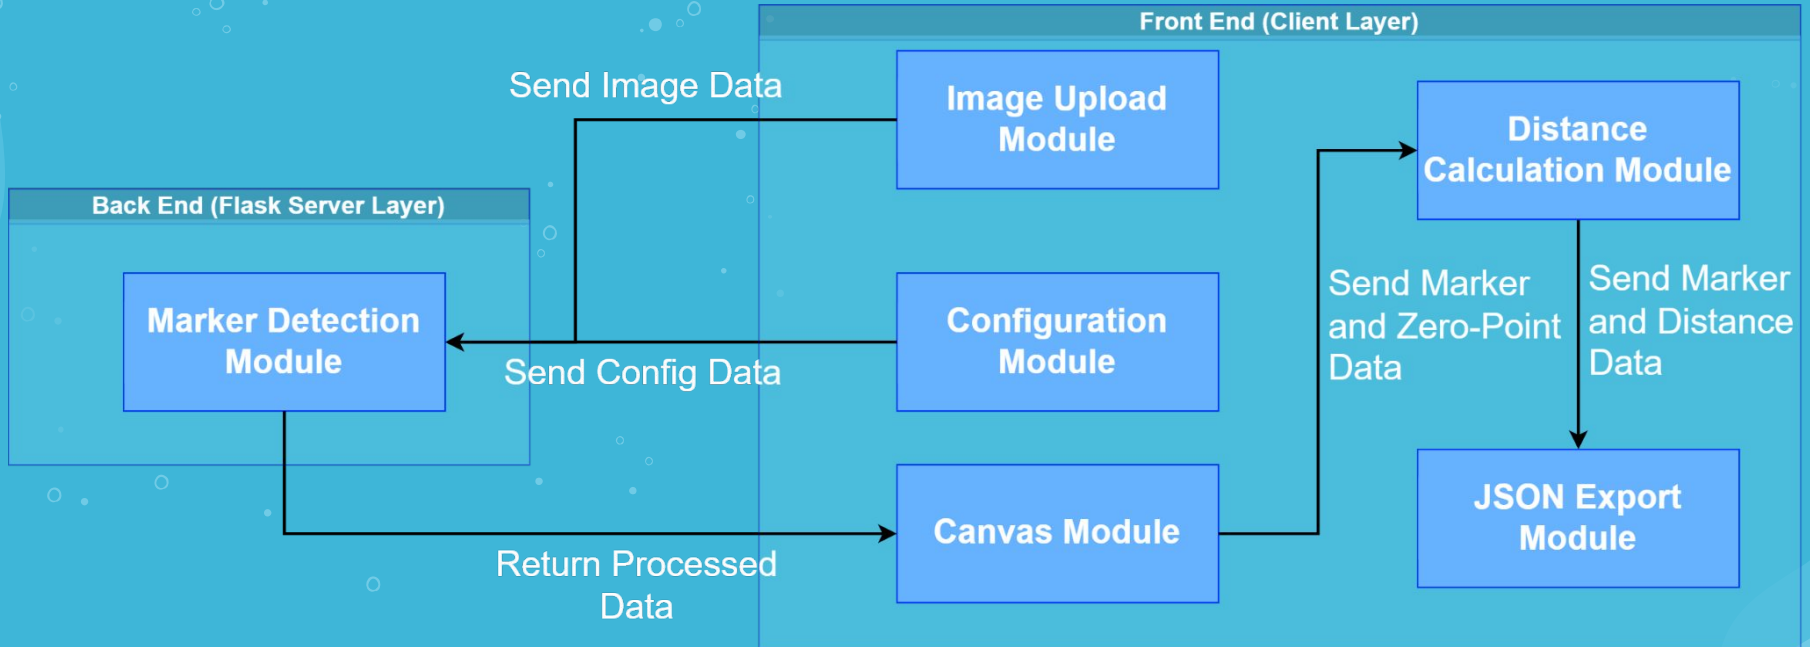 Front End (Client Layer)
Send Image Data
Image Upload
Module
Distance
Calculation Module
Back End (Flask Server Layer)
Marker Detection
Module
Send Config Data
Configuration
Module
Send Marker
and Zero-Point
Data
Send Marker
and Distance
Data
Return Processed
Data
Canvas Module
JSON Export
Module